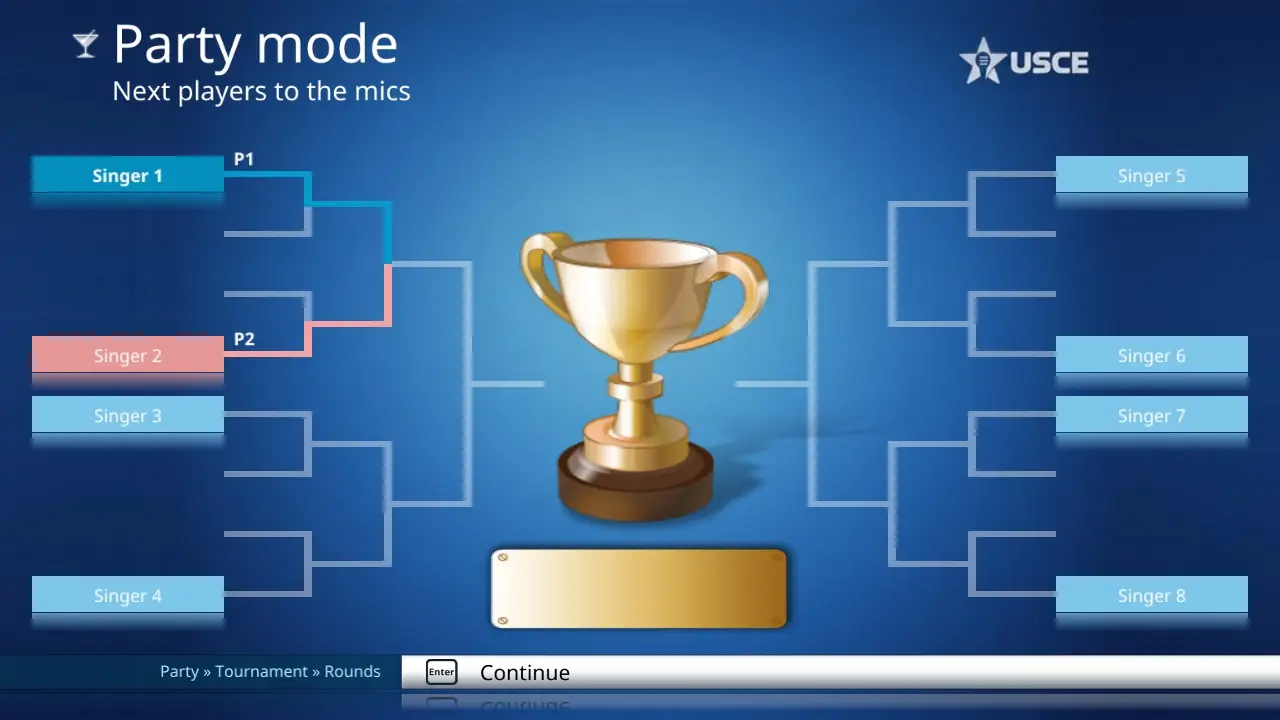 Party mode
Next players to the mics
USCE
Singer 1
P1
P2
Singer 2
Singer 3
Singer 4
Singer 5
Singer 6
Singer 7
Singer 8
Party » Tournament » Rounds
Enter
Continue